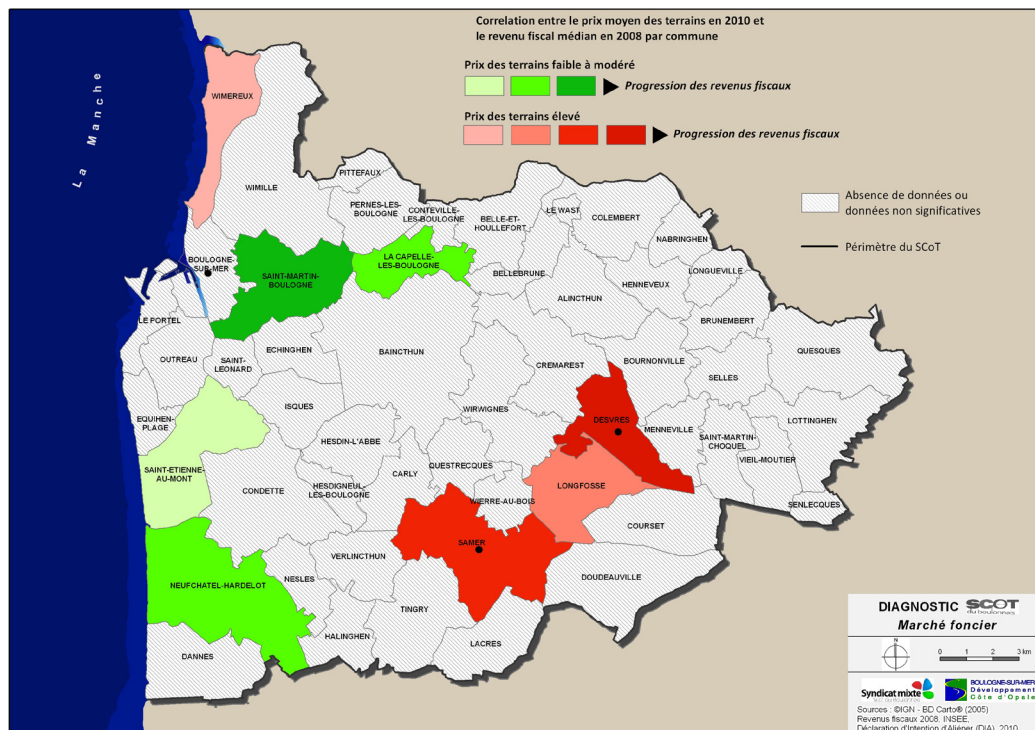 Correlation entre le prix moyen des terrains en 2010 et
le revenu fiscal médian en 2008 par commune
Prix des terrains faible à modéré
Progression des revenus fiscaux
Prix des terrains élevé
Progression des revenus fiscaux
Absence de données ou
données non significatives
Périmètre du SCoT
La Manche
WIMEREUX
WIMILLE
PITTEFAUX
PERNES-LES-
BOULOGNE
CONTEVILLE-
LES-BOULOGNE
BELLE-ET-
HOULLEFORT
LE WAST
COLEMBERT
NABRINGHEN
BOULOGNE-
SUR-MER
SAINT-MARTIN-
BOULOGNE
LA CAPELLE-
LES-BOULOGNE
BELLEBRUNE
LONGUEVILLE
HENNEVEUX
ALINCTHUN
BRUNEMBERT
LE PORTEL
OUTREAU
SAINT-
LEONARD
ECHINGHEN
BAINCTHUN
CREMAREST
BOURNONVILLE
QUESQUES
SELLES
ISQUES
WIRWIGNES
EQUIHEN-
PLAGE
HESDIN-L'ABBE
DESVRES
MENNEVILLE
LOTTINGHEN
SAINT-MARTIN-
CHOQUEL
VIEIL-MOUTIER
SAINT-ETIENNE-
AU-MONT
CONDETTE
HESDIGNEUL-
LES-BOULOGNE
CARLY
QUESTRECQUES
WIERRE-AU-BOIS
LONGFOSSE
SENLECQUES
COURSET
SAMER
VERLINCTHUN
NEUFCHATEL-HARDELOT
NESLES
DOUDEAUVILLE
TINGRY
HALINGHEN
LACRES
DANNES
DIAGNOSTIC SCOT
du boulonnais
Marché foncier
N
0 1 2 3 km
Syndicat mixte
BOULOGNE-SUR-MER
Développement
Côte d'Opale
Sources : ©IGN - BD Carto® (2005)
Revenus fiscaux 2008, INSEE,
Déclaration d'Intention d'Aliéner (DIA), 2010